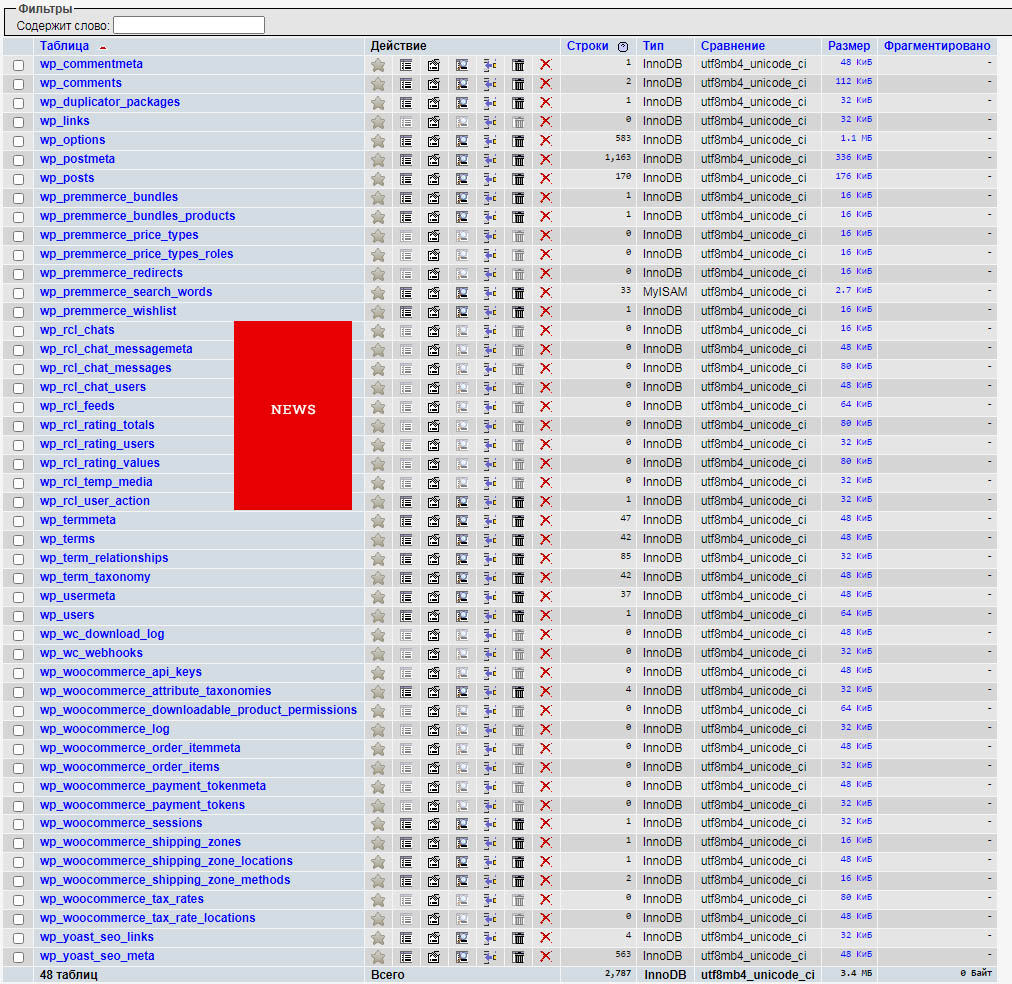 Фильтры
Содержит слово:
Таблица Действие Строки Тип Сравнение Размер Фрагментировано
wp_commentmeta 1 InnoDB utf8mb4_unicode_ci 48 КиБ -
wp_comments 2 InnoDB utf8mb4_unicode_ci 112 КиБ -
wp_duplicator_packages 1 InnoDB utf8mb4_unicode_ci 32 КиБ -
wp_links 0 InnoDB utf8mb4_unicode_ci 32 КиБ -
wp_options 583 InnoDB utf8mb4_unicode_ci 1.1 МБ -
wp_postmeta 1,163 InnoDB utf8mb4_unicode_ci 336 КиБ -
wp_posts 170 InnoDB utf8mb4_unicode_ci 176 КиБ -
wp_premmerce_bundles 1 InnoDB utf8mb4_unicode_ci 16 КиБ -
wp_premmerce_bundles_products 1 InnoDB utf8mb4_unicode_ci 16 КиБ -
wp_premmerce_price_types 0 InnoDB utf8mb4_unicode_ci 16 КиБ -
wp_premmerce_price_types_roles 0 InnoDB utf8mb4_unicode_ci 16 КиБ -
wp_premmerce_redirects 0 InnoDB utf8mb4_unicode_ci 16 КиБ -
wp_premmerce_search_words 33 MyISAM utf8mb4_unicode_ci 2.7 КиБ -
wp_premmerce_wishlist 1 InnoDB utf8mb4_unicode_ci 16 КиБ -
wp_rcl_chats 0 InnoDB utf8mb4_unicode_ci 16 КиБ -
wp_rcl_chat_messagemeta 0 InnoDB utf8mb4_unicode_ci 48 КиБ -
wp_rcl_chat_messages 0 InnoDB utf8mb4_unicode_ci 80 КиБ -
wp_rcl_chat_users 0 InnoDB utf8mb4_unicode_ci 48 КиБ -
wp_rcl_feeds 0 InnoDB utf8mb4_unicode_ci 64 КиБ -
NEWS
wp_rcl_rating_totals 0 InnoDB utf8mb4_unicode_ci 80 КиБ -
wp_rcl_rating_users 0 InnoDB utf8mb4_unicode_ci 32 КиБ -
wp_rcl_rating_values 0 InnoDB utf8mb4_unicode_ci 80 КиБ -
wp_rcl_temp_media 0 InnoDB utf8mb4_unicode_ci 32 КиБ -
wp_rcl_user_action 1 InnoDB utf8mb4_unicode_ci 32 КиБ -
wp_termmeta 47 InnoDB utf8mb4_unicode_ci 48 КиБ -
wp_terms 42 InnoDB utf8mb4_unicode_ci 48 КиБ -
wp_term_relationships 85 InnoDB utf8mb4_unicode_ci 32 КиБ -
wp_term_taxonomy 42 InnoDB utf8mb4_unicode_ci 48 КиБ -
wp_usermeta 37 InnoDB utf8mb4_unicode_ci 48 КиБ -
wp_users 1 InnoDB utf8mb4_unicode_ci 64 КиБ -
wp_wc_download_log 0 InnoDB utf8mb4_unicode_ci 48 КиБ -
wp_wc_webhooks 0 InnoDB utf8mb4_unicode_ci 32 КиБ -
wp_woocommerce_api_keys 0 InnoDB utf8mb4_unicode_ci 48 КиБ -
wp_woocommerce_attribute_taxonomies 4 InnoDB utf8mb4_unicode_ci 32 КиБ -
wp_woocommerce_downloadable_product_permissions 0 InnoDB utf8mb4_unicode_ci 64 КиБ -
wp_woocommerce_log 0 InnoDB utf8mb4_unicode_ci 32 КиБ -
wp_woocommerce_order_itemmeta 0 InnoDB utf8mb4_unicode_ci 48 КиБ -
wp_woocommerce_order_items 0 InnoDB utf8mb4_unicode_ci 32 КиБ -
wp_woocommerce_payment_tokenmeta 0 InnoDB utf8mb4_unicode_ci 48 КиБ -
wp_woocommerce_payment_tokens 0 InnoDB utf8mb4_unicode_ci 32 КиБ -
wp_woocommerce_sessions 1 InnoDB utf8mb4_unicode_ci 32 КиБ -
wp_woocommerce_shipping_zones 1 InnoDB utf8mb4_unicode_ci 16 КиБ -
wp_woocommerce_shipping_zone_locations 1 InnoDB utf8mb4_unicode_ci 48 КиБ -
wp_woocommerce_shipping_zone_methods 2 InnoDB utf8mb4_unicode_ci 16 КиБ -
wp_woocommerce_tax_rates 0 InnoDB utf8mb4_unicode_ci 80 КиБ -
wp_woocommerce_tax_rate_locations 0 InnoDB utf8mb4_unicode_ci 48 КиБ -
wp_yoast_seo_links 4 InnoDB utf8mb4_unicode_ci 32 КиБ -
wp_yoast_seo_meta 563 InnoDB utf8mb4_unicode_ci 48 КиБ -
48 таблиц Всего 2,787 InnoDB utf8mb4_unicode_ci 3.4 МБ 0 Байт